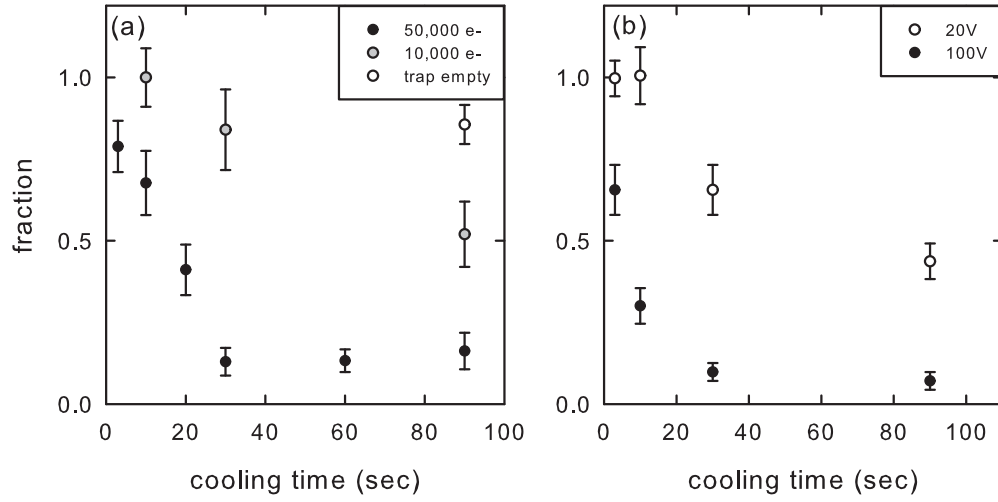 (a)
50,000 e-
10,000 e-
trap empty
1.0
0.5
0.0
fraction
0 20 40 60 80 100
cooling time (sec)
(b)
20V
100V
1.0
0.5
0.0
0 20 40 60 80 100
cooling time (sec)